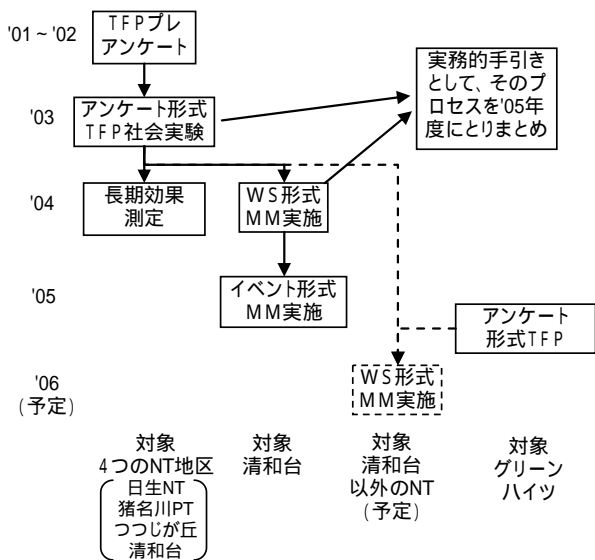 '01～'02
TFPプレ
アンケート
実務的手引き
として、そのプ
ロセスを'05年
度にとりまとめ
'03
アンケート形式
TFP社会実験
'04
長期効果
測定
WS形式
MM実施
'05
イベント形式
MM実施
アンケート
形式TFP
'06
(予定)
WS形式
MM実施
対象
4つのNT地区
日生NT
猪名川PT
つつじが丘
清和台
対象
清和台
対象
清和台
以外のNT
(予定)
対象
グリーン
ハイツ